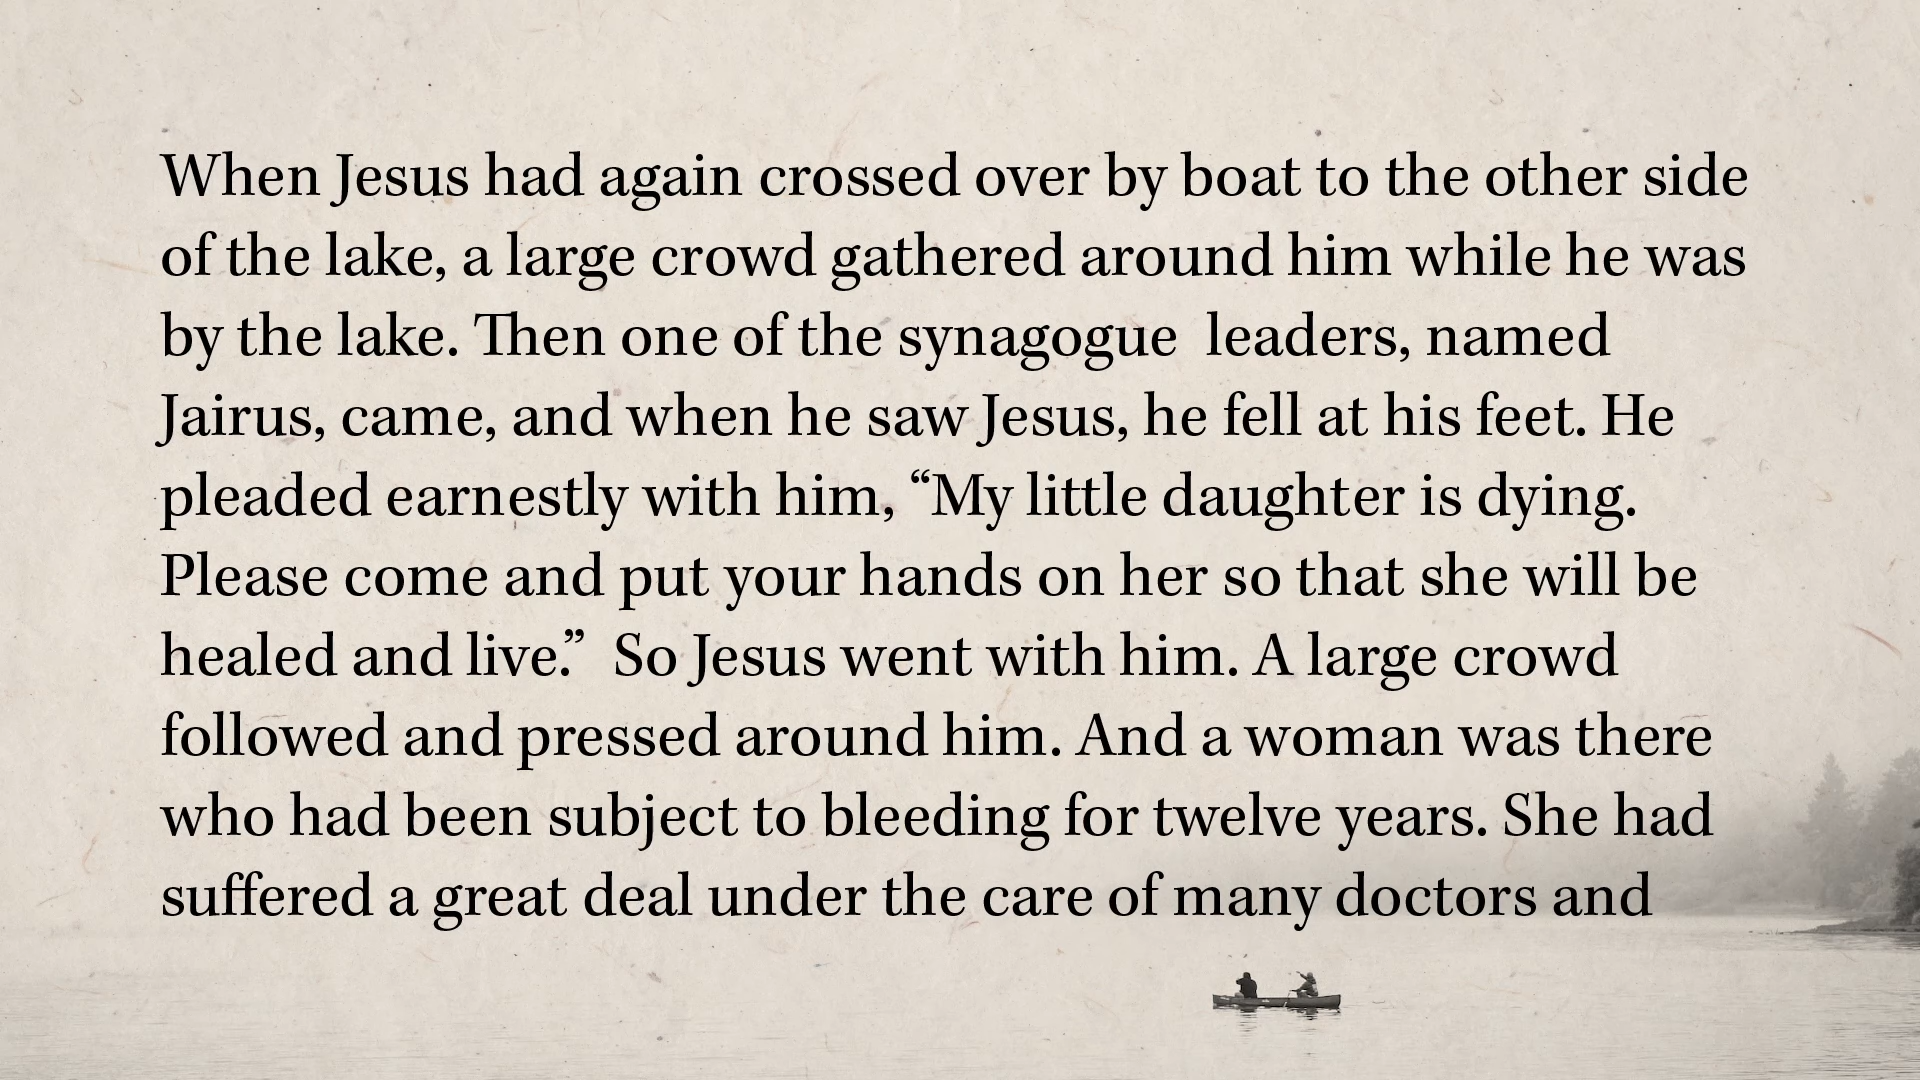 When Jesus had again crossed over by boat to the other side
of the lake, a large crowd gathered around him while he was
by the lake. Then one of the synagogue  leaders, named
Jairus, came, and when he saw Jesus, he fell at his feet. He
pleaded earnestly with him, “My little daughter is dying.
Please come and put your hands on her so that she will be
healed and live.”  So Jesus went with him. A large crowd
followed and pressed around him. And a woman was there
who had been subject to bleeding for twelve years. She had
suffered a great deal under the care of many doctors and